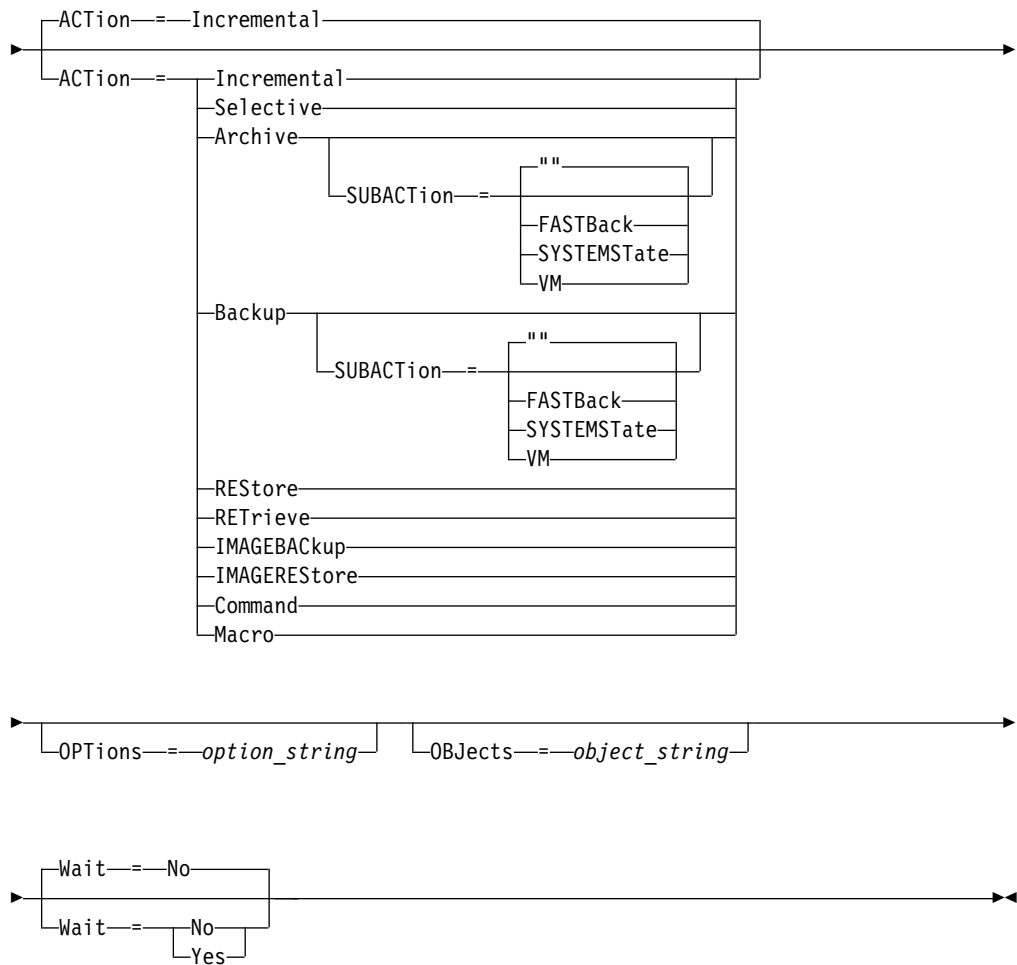 ACTion = Incremental
ACTion = Incremental
Selective
Archive
""
SUBACTion =
FASTBack
SYSTEMSTate
VM
Backup
""
SUBACTion =
FASTBack
SYSTEMSTate
VM
REStore
RETrieve
IMAGEBACkup
IMAGEREStore
Command
Macro
OPTions = option_string OBJects = object_string
Wait = No
Wait = No
Yes